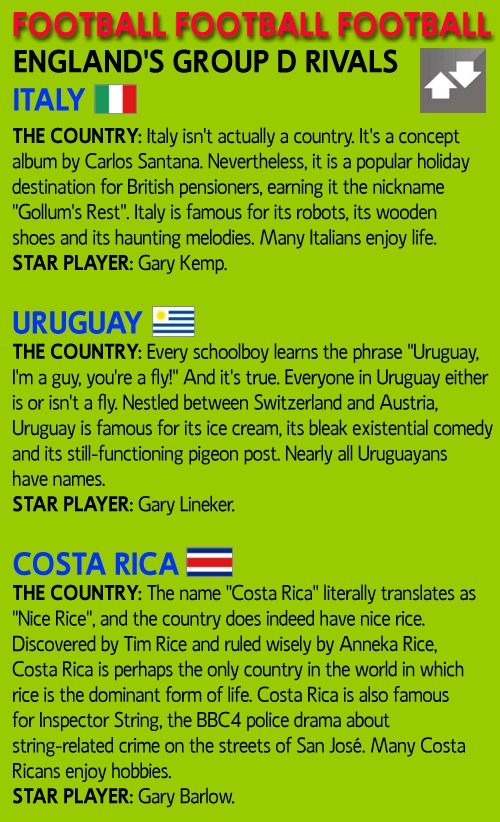 FOOTBALL FOOTBALL FOOTBALL
ENGLAND'S GROUP D RIVALS
ITALY
THE COUNTRY: Italy isn't actually a country. It's a concept
album by Carlos Santana. Nevertheless, it is a popular holiday
destination for British pensioners, earning it the nickname
"Gollum's Rest". Italy is famous for its robots, its wooden
shoes and its haunting melodies. Many Italians enjoy life.
STAR PLAYER: Gary Kemp.
URUGUAY
THE COUNTRY: Every schoolboy learns the phrase "Uruguay,
I'm a guy, you're a fly!" And it's true. Everyone in Uruguay either
is or isn't a fly. Nestled between Switzerland and Austria,
Uruguay is famous for its ice cream, its bleak existential comedy
and its still-functioning pigeon post. Nearly all Uruguayans
have names.
STAR PLAYER: Gary Lineker.
COSTA RICA
THE COUNTRY: The name "Costa Rica" literally translates as
"Nice Rice", and the country does indeed have nice rice.
Discovered by Tim Rice and ruled wisely by Anneka Rice,
Costa Rica is perhaps the only country in the world in which
rice is the dominant form of life. Costa Rica is also famous
for Inspector String, the BBC4 police drama about
string-related crime on the streets of San José. Many Costa
Ricans enjoy hobbies.
STAR PLAYER: Gary Barlow.